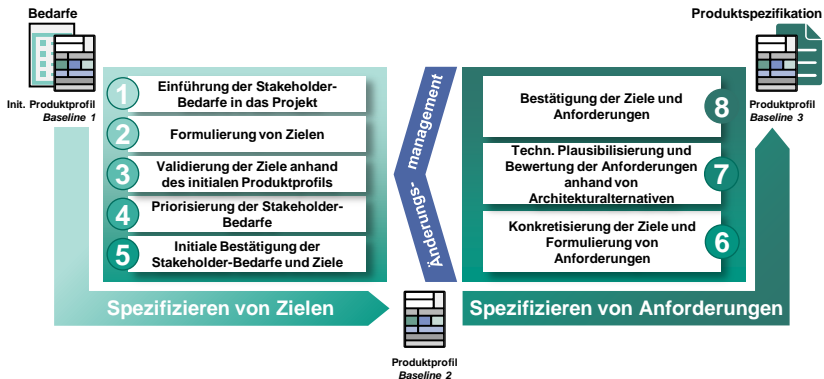 Bedarfe
Init. Produktprofil
Baseline 1
1
Einführung der Stakeholder-
Bedarfe in das Projekt
2
Formulierung von Zielen
3
Validierung der Ziele anhand
des initialen Produktprofils
4
Priorisierung der Stakeholder-
Bedarfe
5
Initiale Bestätigung der
Stakeholder-Bedarfe und Ziele
Spezifizieren von Zielen
Änderungs- management
Produktprofil
Baseline 2
Produktspezifikation
Produktprofil
Baseline 3
Bestätigung der Ziele und
Anforderungen
8
Techn. Plausibilisierung und
Bewertung der Anforderungen
anhand von
Architekturalternativen
7
Konkretisierung der Ziele und
Formulierung von
Anforderungen
6
Spezifizieren von Anforderungen